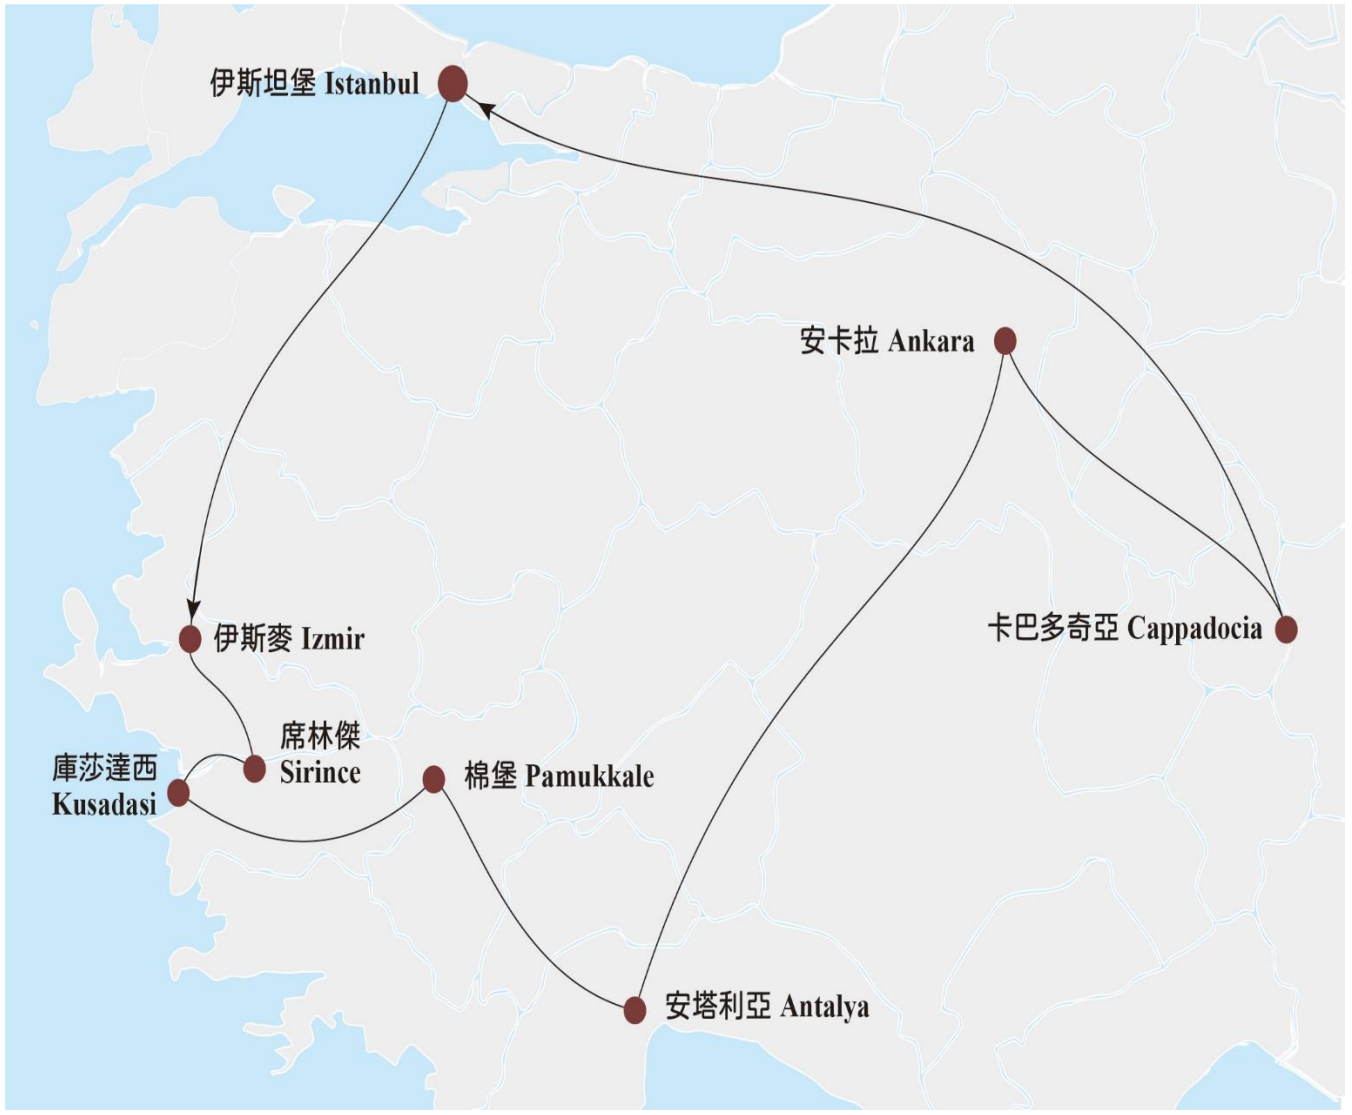 伊斯坦堡 Istanbul
安卡拉 Ankara
卡巴多奇亞 Cappadocia
伊斯麥 Izmir
席林傑
Sirince
庫莎達西
Kusadasi
棉堡 Pamukkale
安塔利亞 Antalya